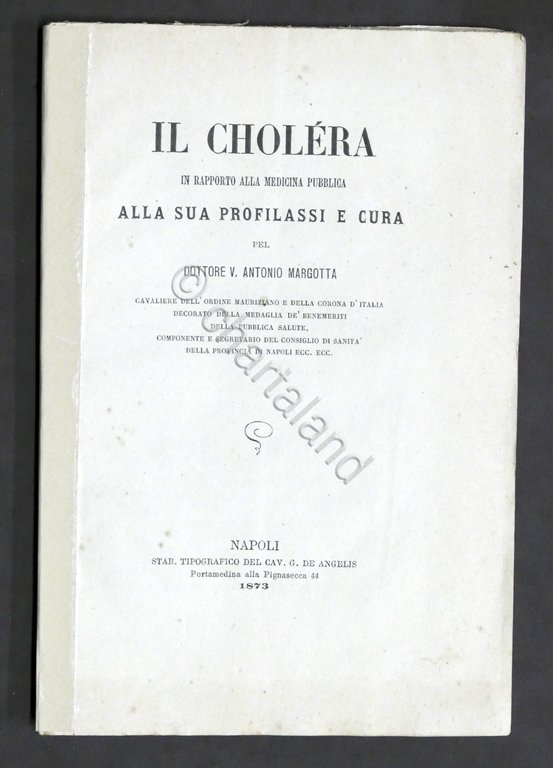 IL CHOLÉRA
IN RAPPORTO ALLA MEDICINA PUBBLICA
ALLA SUA PROFILASSI E CURA
PEL
DOTTORE V. ANTONIO MARGOTTA
CAVALIERE DELL'ORDINE MAURIZIANO E DELLA CORONA D'ITALIA
DECORATO DELLA MEDAGLIA DE' BENEMERITI
DELLA PUBBLICA SALUTE,
COMPONENTE E SEGRETARIO DEL CONSIGLIO DI SANITA'
DELLA PROVINCIA DI NAPOLI ECC. ECC.
© chartaland
NAPOLI
STAB. TIPOGRAFICO DEL CAV. G. DE ANGELIS
Portamedina alla Pignasecca 44
1873